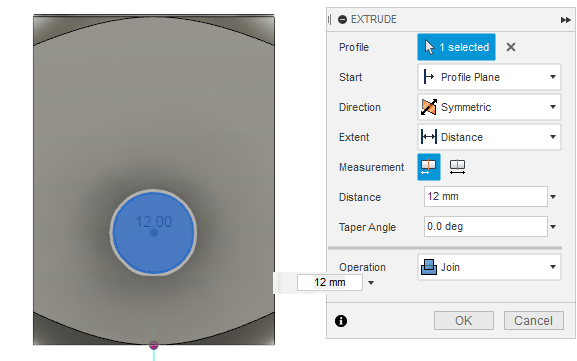 EXTRUDE
Profile
1 selected
Start
Profile Plane
Direction
Symmetric
Extent
Distance
Measurement
Distance
12 mm
Taper Angle
0.0 deg
Operation
Join
OK
Cancel
12.00
12 mm